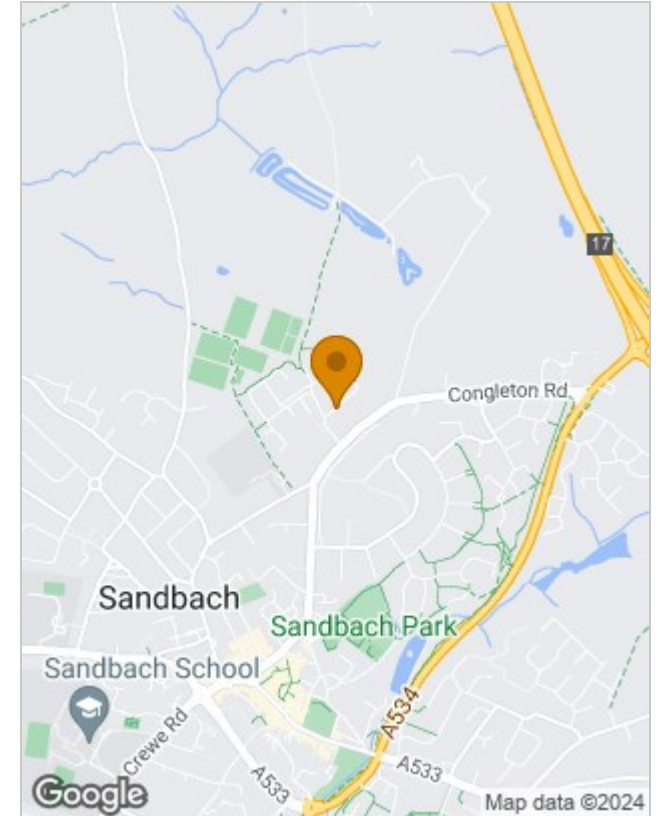 17
Congleton Rd
Sandbach
Sandbach Park
Sandbach School
Crewe Rd
A534
A533
A533
Google
Map data ©2024